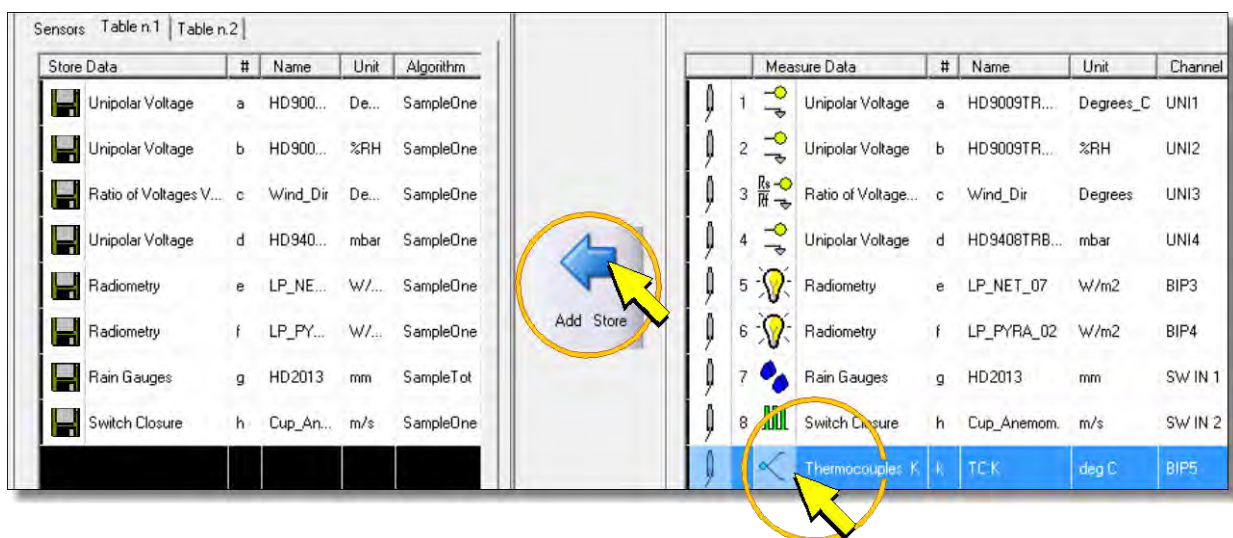 Sensors Table n.1 Table n.2
Store Data # Name Unit Algorithm
Unipolar Voltage a HD900... De... SampleOne
Unipolar Voltage b HD900... %RH SampleOne
Ratio of Voltages V... c Wind_Dir De... SampleOne
Unipolar Voltage d HD940... mbar SampleOne
Radiometry e LP_NE... W/... SampleOne
Radiometry f LP_PY... W/... SampleOne
Rain Gauges g HD2013 mm SampleTot
Switch Closure h Cup_An... m/s SampleOne
Add Store
Measure Data # Name Unit Channel
1 Unipolar Voltage a HD9009TR... Degrees_C UNI1
2 Unipolar Voltage b HD9009TR... %RH UNI2
3 Rs Rf Ratio of Voltage... c Wind_Dir Degrees UNI3
4 Unipolar Voltage d HD9408TRB... mbar UNI4
5 Radiometry e LP_NET_07 W/m2 BIP3
6 Radiometry f LP_PYRA_02 W/m2 BIP4
7 Rain Gauges g HD2013 mm SW IN 1
8 Switch Closure h Cup_Anemom. m/s SW IN 2
Thermocouples K k TC K deg C BIP5